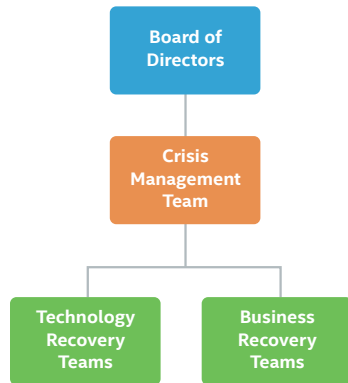 Board of
Directors
Crisis
Management
Team
Technology
Recovery
Teams
Business
Recovery
Teams